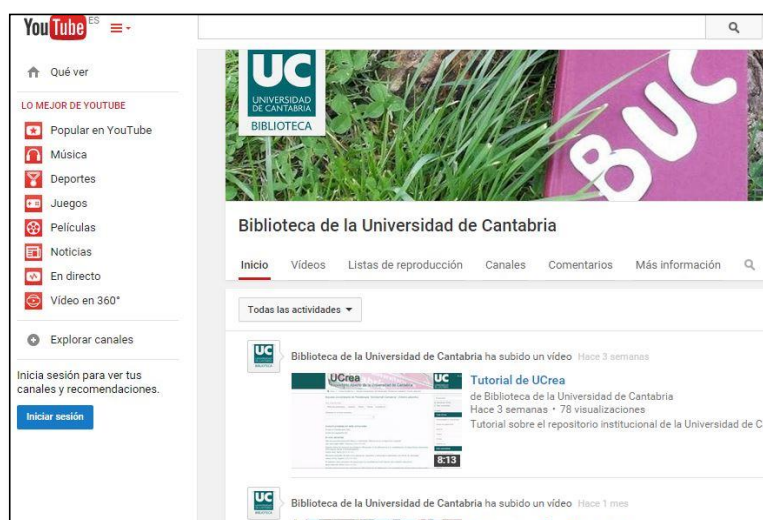 YouTube ES
Qué ver
LO MEJOR DE YOUTUBE
Popular en YouTube
Música
Deportes
Juegos
Películas
Noticias
En directo
Vídeo en 360°
Explorar canales
Inicia sesión para ver tus
canales y recomendaciones.
Iniciar sesión
UC
UNIVERSIDAD
DE CANTABRIA
BIBLIOTECA
BUC
Biblioteca de la Universidad de Cantabria
Inicio Vídeos Listas de reproducción Canales Comentarios Más información
Todas las actividades
UC
Biblioteca de la Universidad de Cantabria ha subido un vídeo Hace 3 semanas
UCrea
UC
8:13
Tutorial de UCrea
de Biblioteca de la Universidad de Cantabria
Hace 3 semanas • 78 visualizaciones
Tutorial sobre el repositorio institucional de la Universidad de C
UC
Biblioteca de la Universidad de Cantabria ha subido un vídeo Hace 1 mes